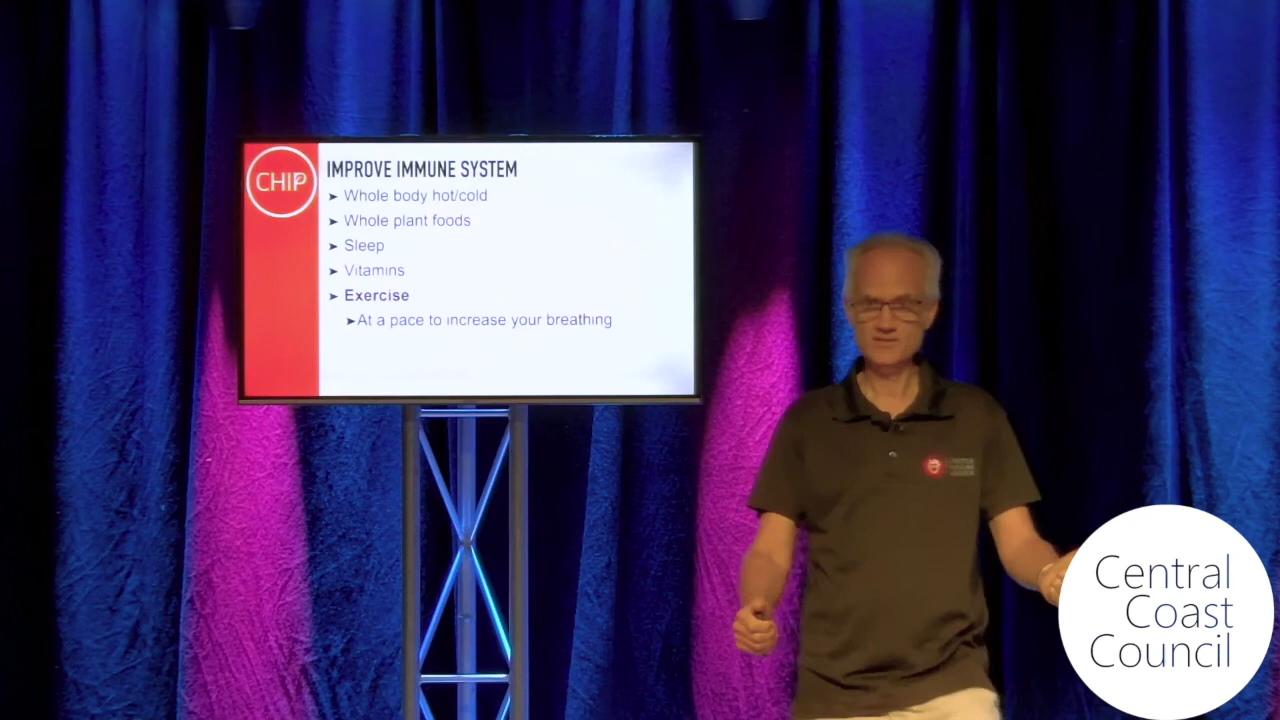 CHIP
IMPROVE IMMUNE SYSTEM
➤ Whole body hot/cold
➤ Whole plant foods
➤ Sleep
➤ Vitamins
➤ Exercise
➤At a pace to increase your breathing
Central
Coast
Council